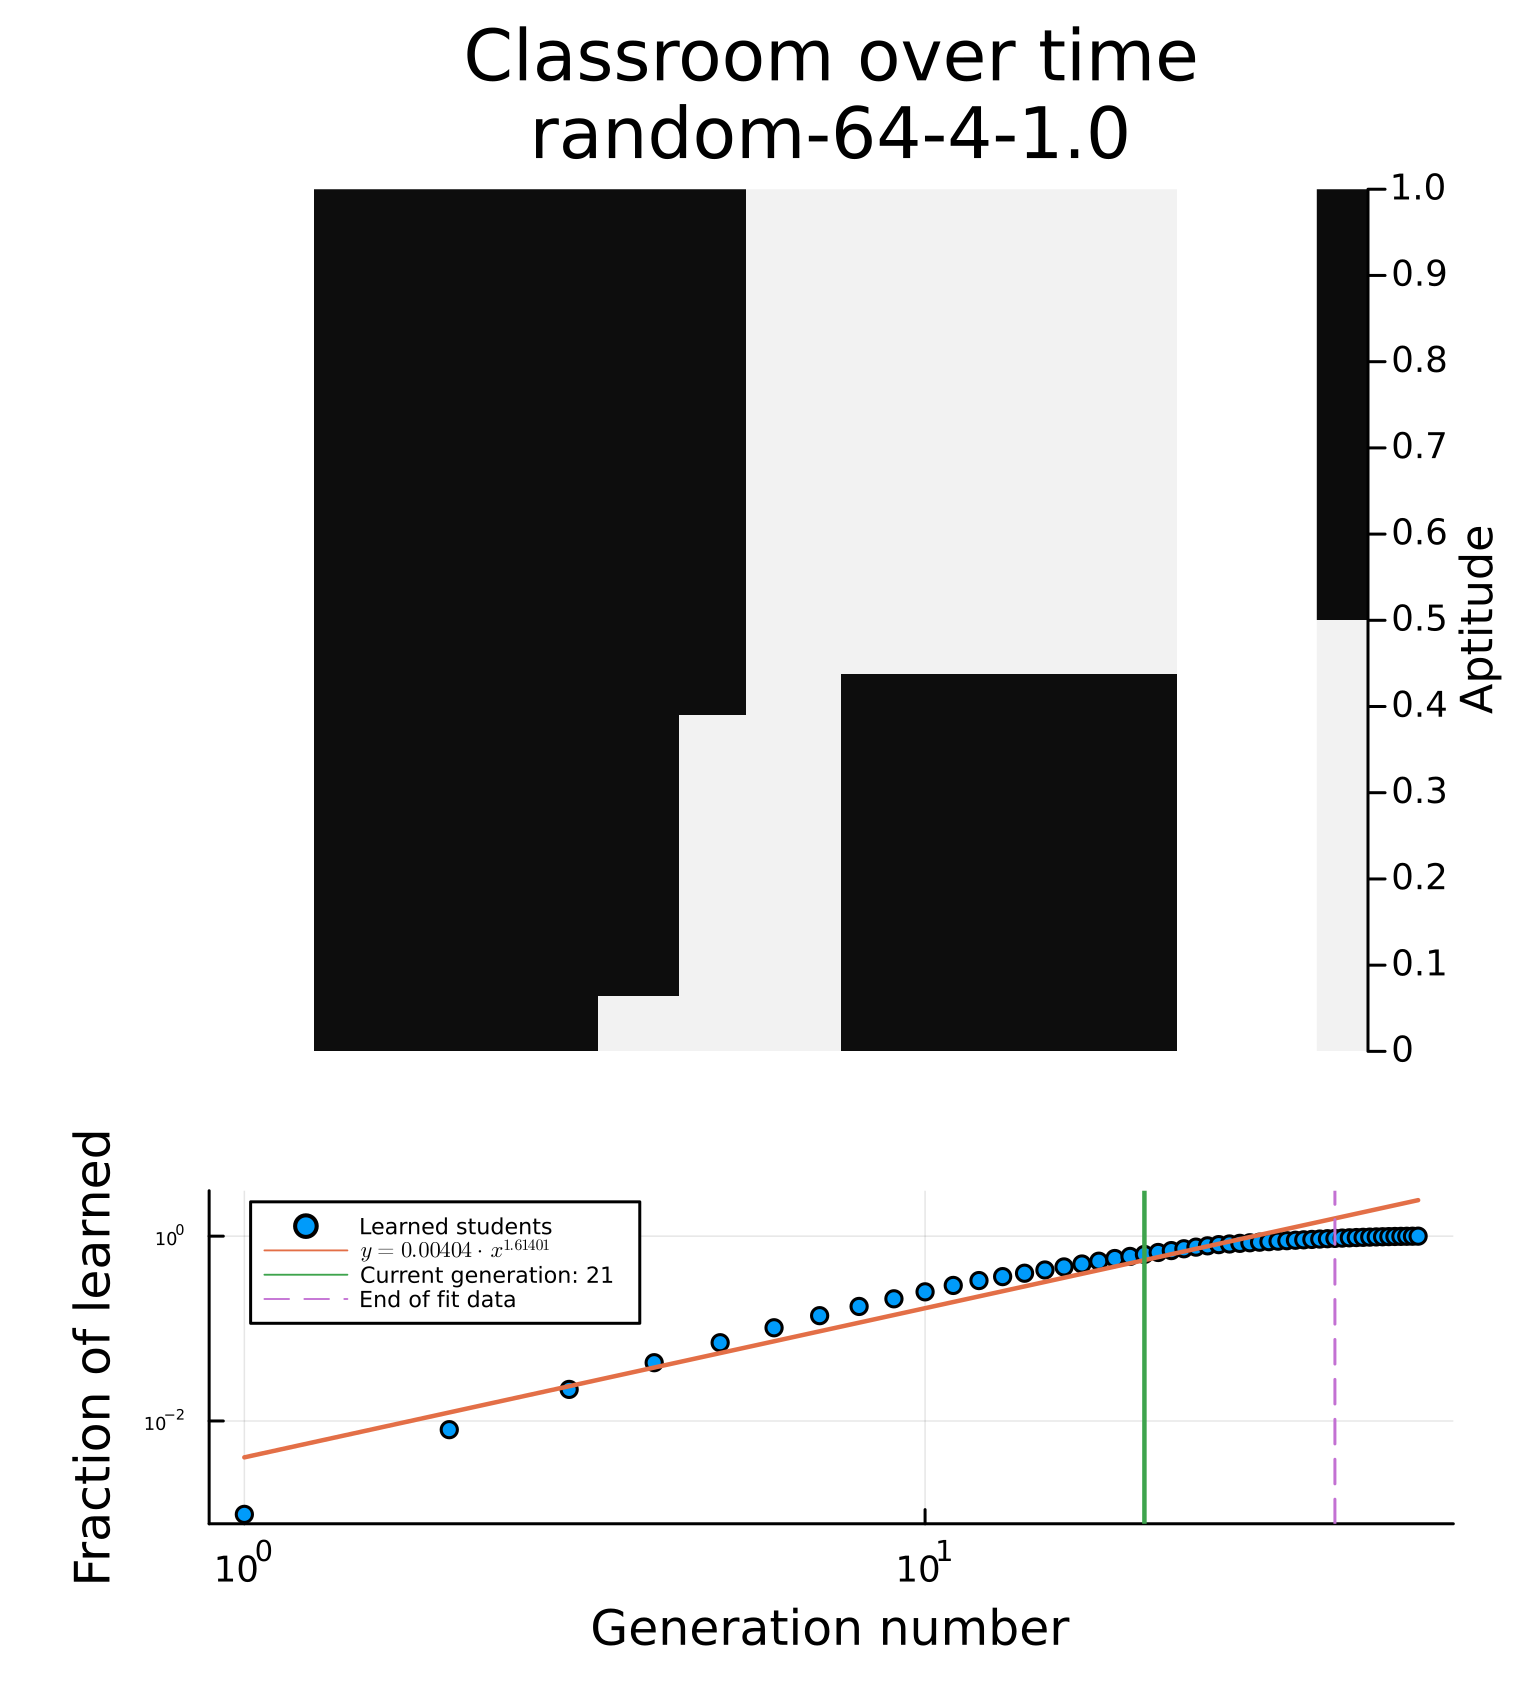 Classroom over time
random-64-4-1.0
1.0
0.9
0.8
0.7
0.6
0.5
0.4
0.3
0.2
0.1
0
Aptitude
Fraction of learned
10^0
10^-2
Learned students
y = 0.00404 · x^1.61401
Current generation: 21
End of fit data
10^0
10^1
Generation number